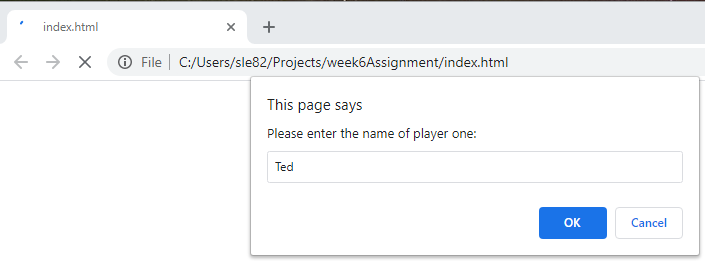 index.html
File | C:/Users/sle82/Projects/week6Assignment/index.html
This page says
Please enter the name of player one:
Ted
OK Cancel